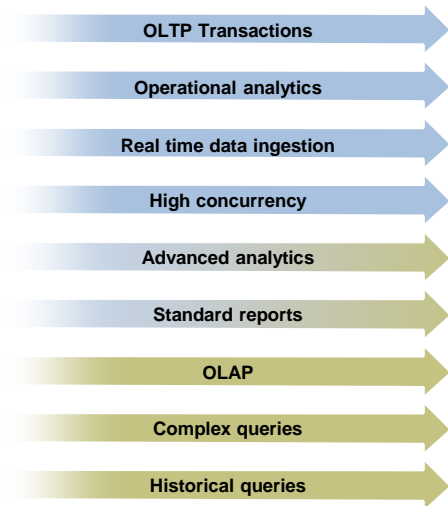 OLTP Transactions
Operational analytics
Real time data ingestion
High concurrency
Advanced analytics
Standard reports
OLAP
Complex queries
Historical queries